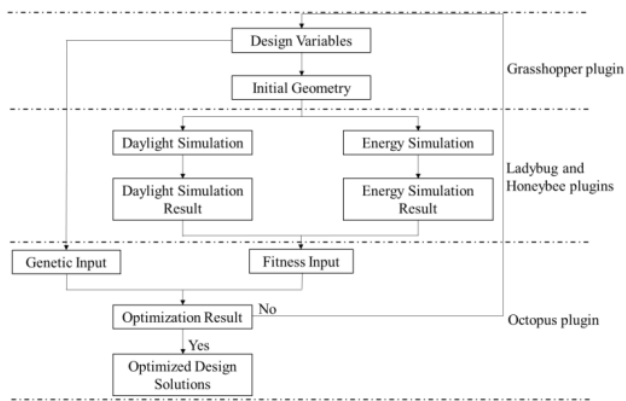 Design Variables
Grasshopper plugin
Initial Geometry
Daylight Simulation
Energy Simulation
Daylight Simulation
Result
Energy Simulation
Result
Ladybug and
Honeybee plugins
Genetic Input
Fitness Input
Optimization Result
No
Octopus plugin
Yes
Optimized Design
Solutions